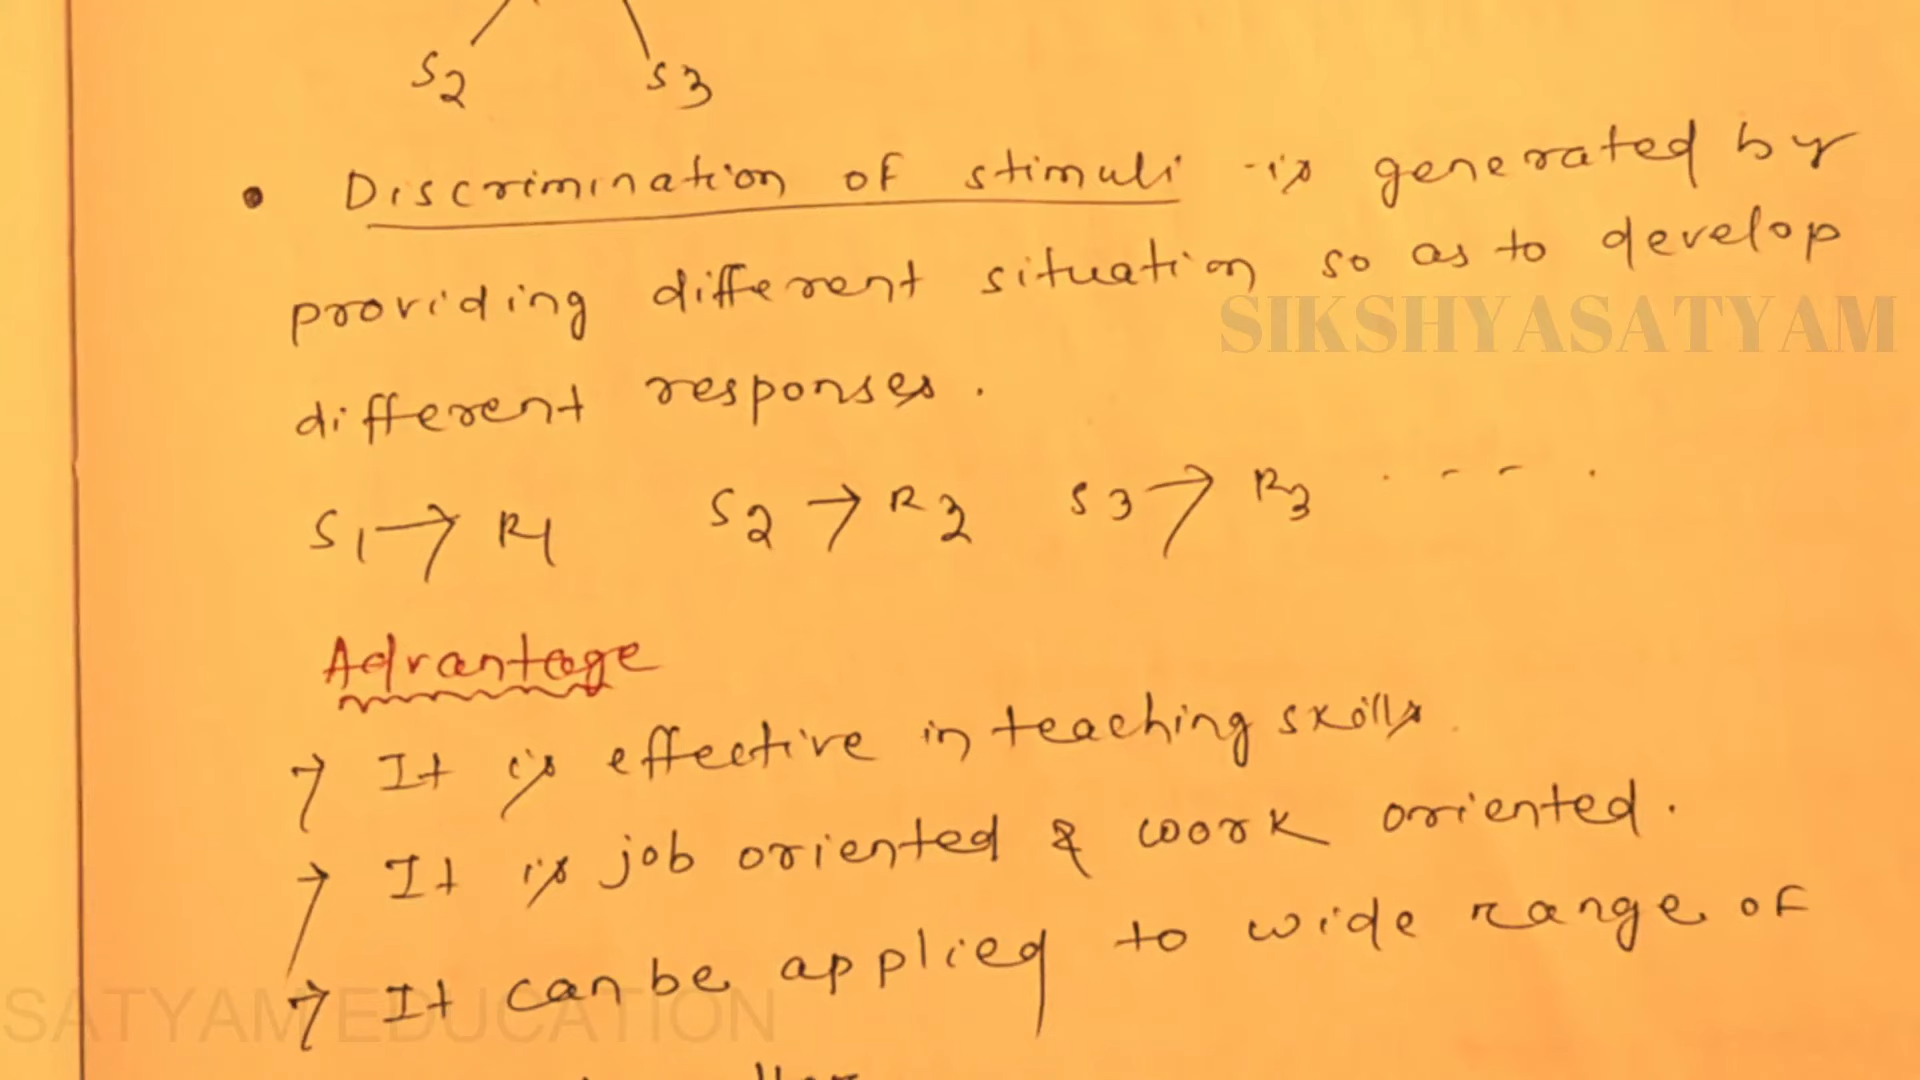 S2 S3
• Discrimination of stimuli is generated by
providing different situation so as to develop
SIKSHYASATYAM
different responses.
S1 → R1 S2 → R2 S3 → R3 . - - .
Advantage
→ It is effective in teaching skills.
→ It is job oriented & work oriented.
→ It can be applied to wide range of
SATYAM EDUCATION